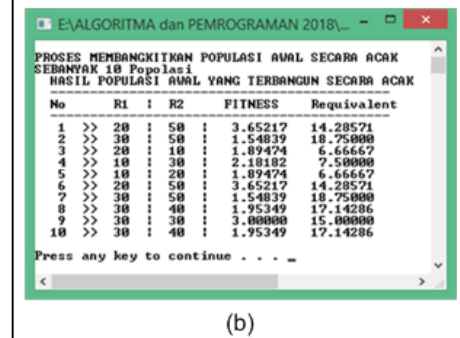 E:\ALGORITMA dan PEMROGRAMAN 2018\...
PROSES MEMBANGKITKAN POPULASI AWAL SECARA ACAK
SEBANYAK 10 Popolasi
HASIL POPULASI AWAL YANG TERBANGUN SECARA ACAK
No R1 : R2 FITNESS Requivalent
1 >> 20 : 50 : 3.65217 14.28571
2 >> 30 : 50 : 1.54839 18.75000
3 >> 20 : 10 : 1.89474 6.66667
4 >> 10 : 30 : 2.18182 7.50000
5 >> 10 : 20 : 1.89474 6.66667
6 >> 20 : 50 : 3.65217 14.28571
7 >> 30 : 50 : 1.54839 18.75000
8 >> 30 : 40 : 1.95349 17.14286
9 >> 30 : 30 : 3.00000 15.00000
10 >> 30 : 40 : 1.95349 17.14286
Press any key to continue . . . _
(b)